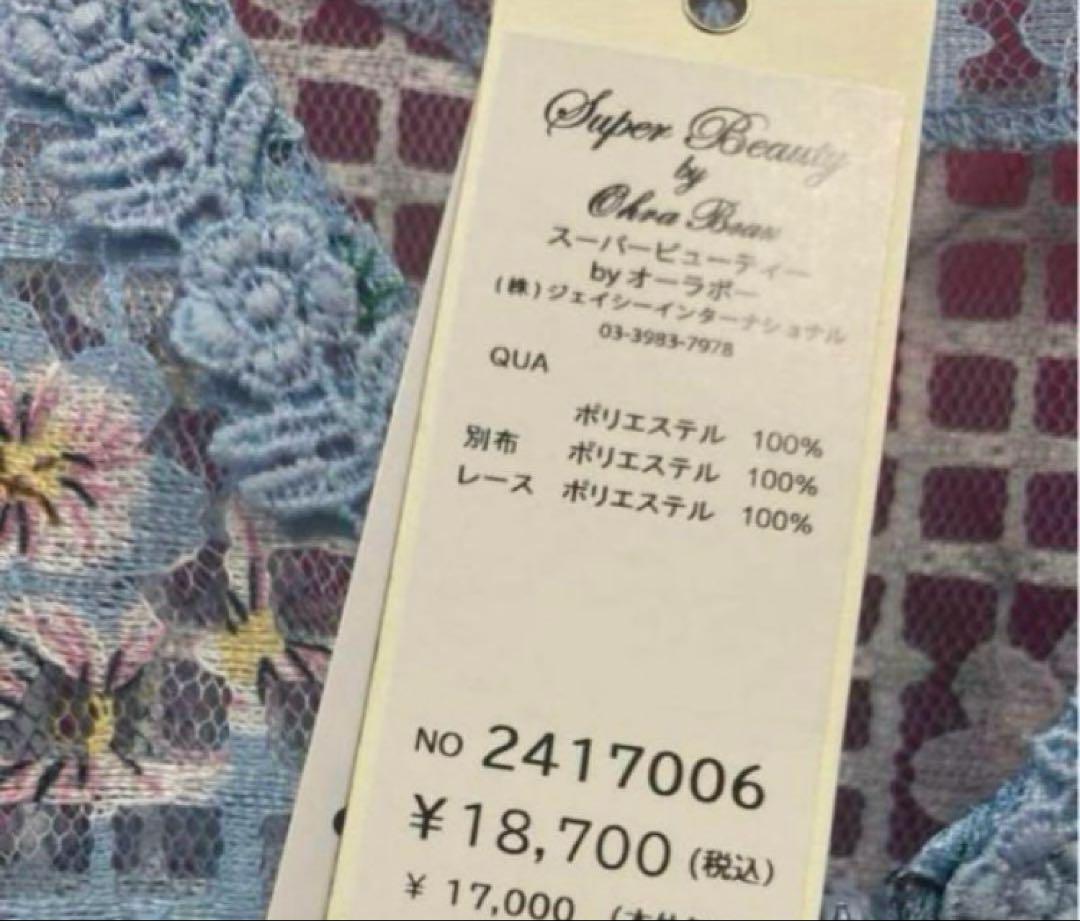 Super Beauty
by
Ohra Beau
スーパービューティー
by オーラボー
(株)ジェイシーインターナショナル
03-3983-7978
QUA
ポリエステル 100%
別布 ポリエステル 100%
レース ポリエステル 100%
NO 2417006
¥18,700 (税込)
¥ 17,000